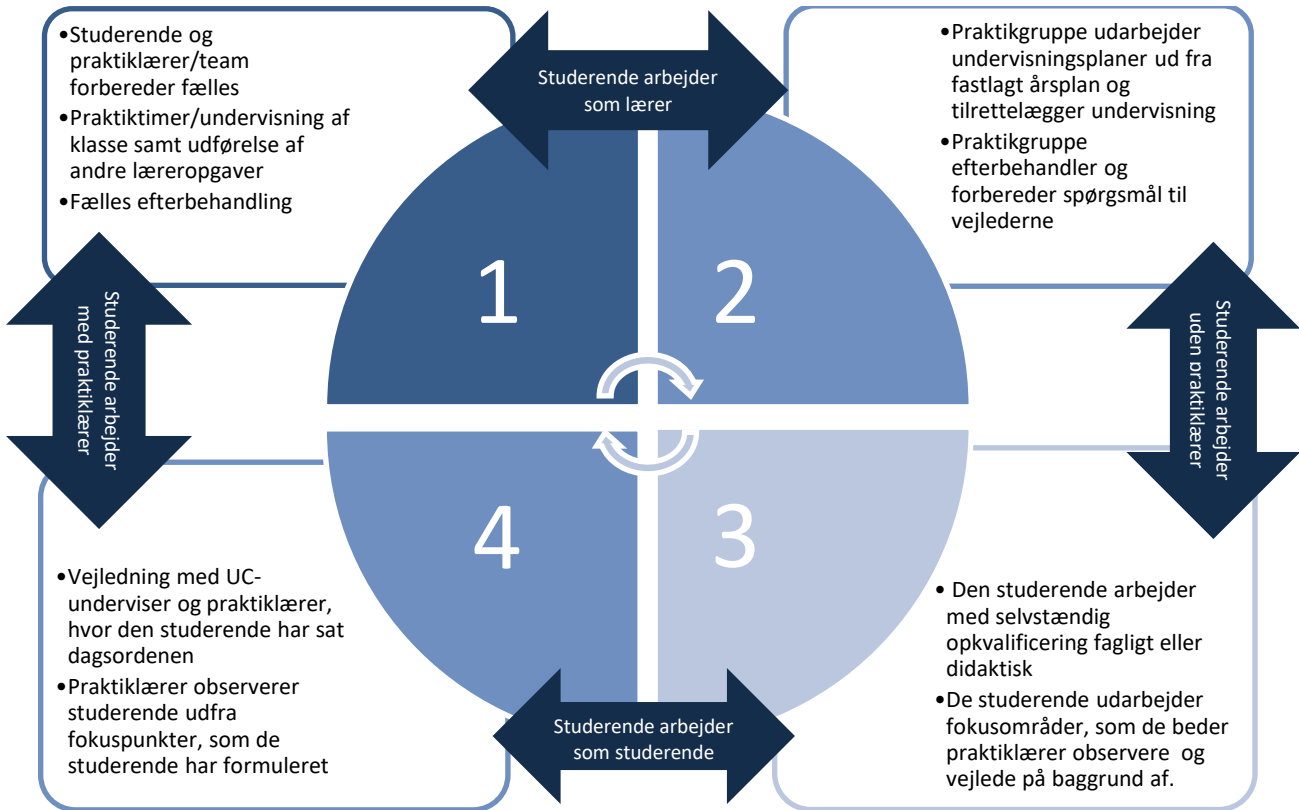 •Studerende og
praktiklærer/team
forbereder fælles
•Praktiktimer/undervisning af
klasse samt udførelse af
andre læreropgaver
•Fælles efterbehandling
Studerende arbejder
som lærer
•Praktikgruppe udarbejder
undervisningsplaner ud fra
fastlagt årsplan og
tilrettelægger undervisning
•Praktikgruppe
efterbehandler og
forbereder spørgsmål til
vejlederne
1
2
Studerende arbejder
med praktiklærer
Studerende arbejder
uden praktiklærer
4
3
•Vejledning med UC-
underviser og praktiklærer,
hvor den studerende har sat
dagsordenen
•Praktiklærer observerer
studerende udfra
fokuspunkter, som de
studerende har formuleret
Studerende arbejder
som studerende
• Den studerende arbejder
med selvstændig
opkvalificering fagligt eller
didaktisk
•De studerende udarbejder
fokusområder, som de beder
praktiklærer observere og
vejlede på baggrund af.